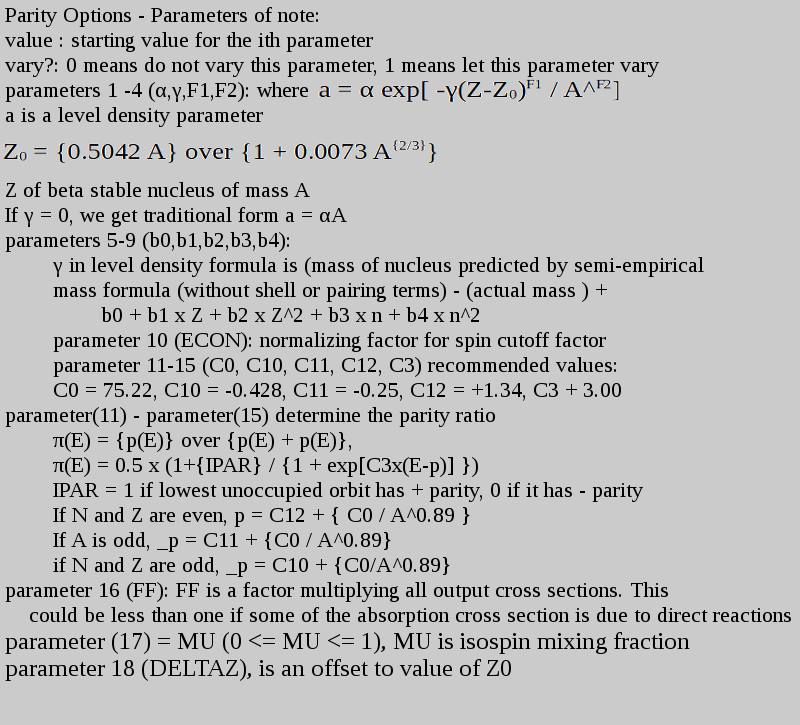 Parity Options - Parameters of note:
value : starting value for the ith parameter
vary?: 0 means do not vary this parameter, 1 means let this parameter vary
parameters 1 -4 (α,γ,F1,F2): where a = α exp[ -γ(Z-Z₀)^F1 / A^^F2]
a is a level density parameter
Z₀ = {0.5042 A} over {1 + 0.0073 A^{2/3}}
Z of beta stable nucleus of mass A
If γ = 0, we get traditional form a = αA
parameters 5-9 (b0,b1,b2,b3,b4):
γ in level density formula is (mass of nucleus predicted by semi-empirical
mass formula (without shell or pairing terms) - (actual mass ) +
b0 + b1 x Z + b2 x Z^2 + b3 x n + b4 x n^2
parameter 10 (ECON): normalizing factor for spin cutoff factor
parameter 11-15 (C0, C10, C11, C12, C3) recommended values:
C0 = 75.22, C10 = -0.428, C11 = -0.25, C12 = +1.34, C3 + 3.00
parameter(11) - parameter(15) determine the parity ratio
π(E) = {p(E)} over {p(E) + p(E)},
π(E) = 0.5 x (1+{IPAR} / {1 + exp[C3x(E-p)] })
IPAR = 1 if lowest unoccupied orbit has + parity, 0 if it has - parity
If N and Z are even, p = C12 + { C0 / A^0.89 }
If A is odd, _p = C11 + {C0 / A^0.89}
if N and Z are odd, _p = C10 + {C0/A^0.89}
parameter 16 (FF): FF is a factor multiplying all output cross sections. This
could be less than one if some of the absorption cross section is due to direct reactions
parameter (17) = MU (0 <= MU <= 1), MU is isospin mixing fraction
parameter 18 (DELTAZ), is an offset to value of Z0